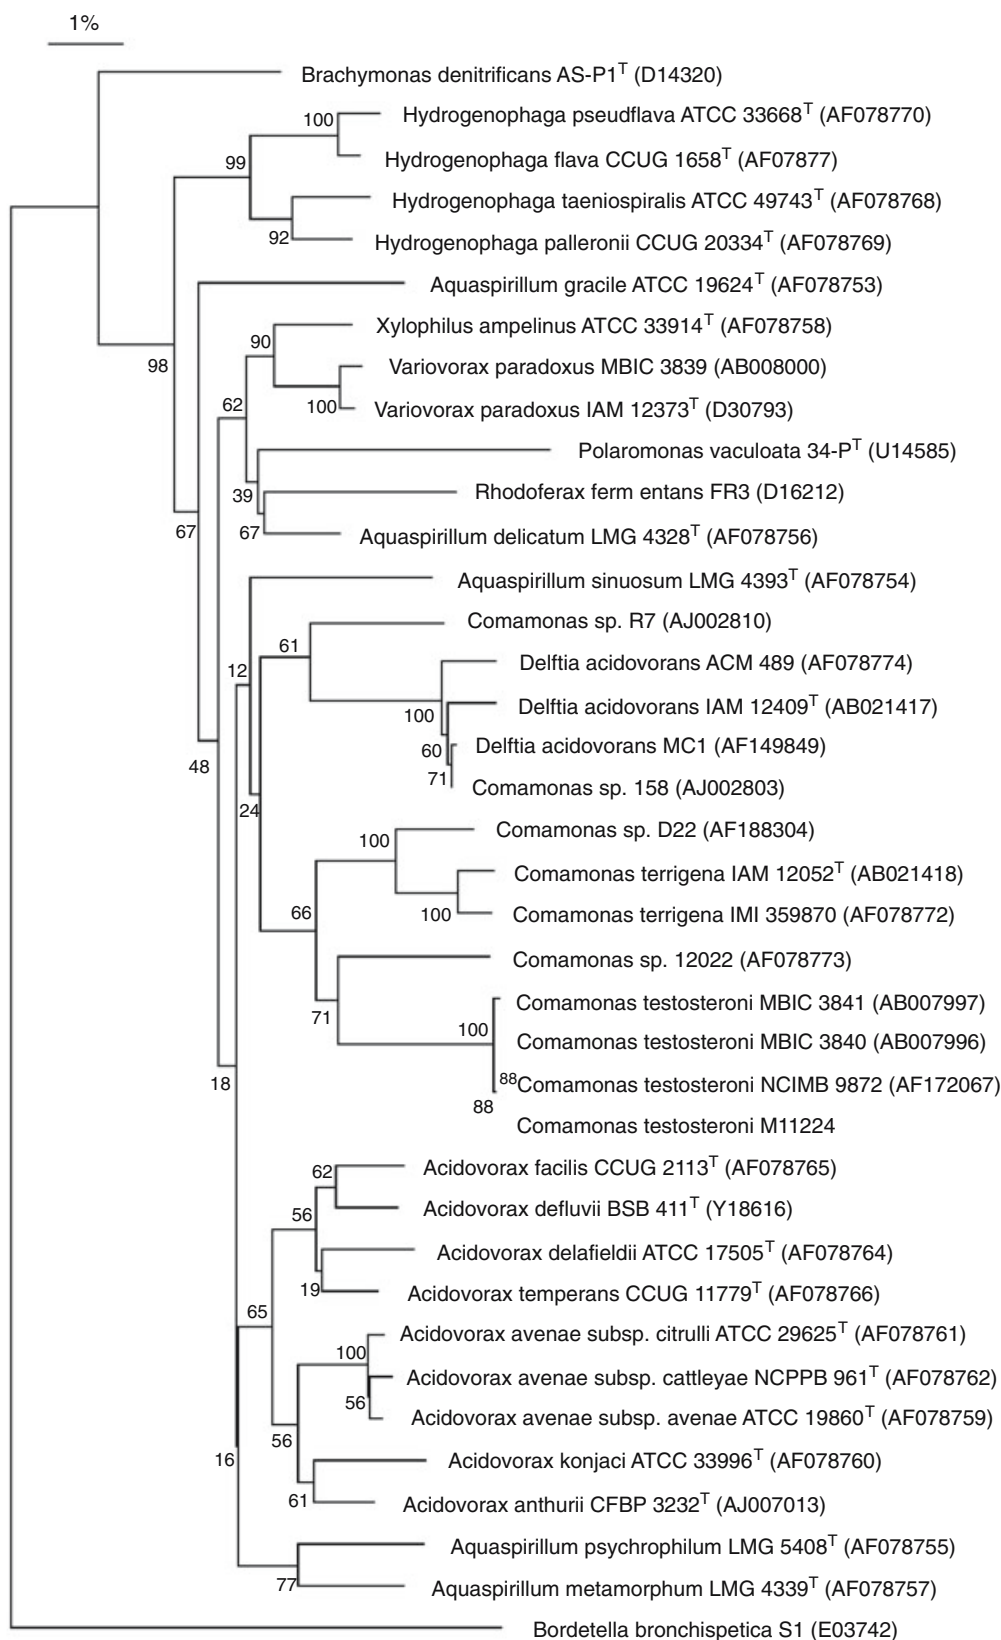 1%
Brachymonas denitrificans AS-P1ᵀ (D14320)
100
Hydrogenophaga pseudflava ATCC 33668ᵀ (AF078770)
99
Hydrogenophaga flava CCUG 1658ᵀ (AF07877)
Hydrogenophaga taeniospiralis ATCC 49743ᵀ (AF078768)
92
Hydrogenophaga palleronii CCUG 20334ᵀ (AF078769)
Aquaspirillum gracile ATCC 19624ᵀ (AF078753)
Xylophilus ampelinus ATCC 33914ᵀ (AF078758)
90
98
Variovorax paradoxus MBIC 3839 (AB008000)
62
100
Variovorax paradoxus IAM 12373ᵀ (D30793)
Polaromonas vaculoata 34-Pᵀ (U14585)
39
Rhodoferax ferm entans FR3 (D16212)
67
67
Aquaspirillum delicatum LMG 4328ᵀ (AF078756)
Aquaspirillum sinuosum LMG 4393ᵀ (AF078754)
Comamonas sp. R7 (AJ002810)
61
12
Delftia acidovorans ACM 489 (AF078774)
100
Delftia acidovorans IAM 12409ᵀ (AB021417)
60
Delftia acidovorans MC1 (AF149849)
48
71
Comamonas sp. 158 (AJ002803)
24
Comamonas sp. D22 (AF188304)
100
Comamonas terrigena IAM 12052ᵀ (AB021418)
66
100
Comamonas terrigena IMI 359870 (AF078772)
Comamonas sp. 12022 (AF078773)
71
Comamonas testosteroni MBIC 3841 (AB007997)
100
Comamonas testosteroni MBIC 3840 (AB007996)
18
88
Comamonas testosteroni NCIMB 9872 (AF172067)
88
Comamonas testosteroni M11224
62
Acidovorax facilis CCUG 2113ᵀ (AF078765)
56
Acidovorax defluvii BSB 411ᵀ (Y18616)
Acidovorax delafieldii ATCC 17505ᵀ (AF078764)
19
Acidovorax temperans CCUG 11779ᵀ (AF078766)
65
Acidovorax avenae subsp. citrulli ATCC 29625ᵀ (AF078761)
100
Acidovorax avenae subsp. cattleyae NCPPB 961ᵀ (AF078762)
56
Acidovorax avenae subsp. avenae ATCC 19860ᵀ (AF078759)
56
16
Acidovorax konjaci ATCC 33996ᵀ (AF078760)
61
Acidovorax anthurii CFBP 3232ᵀ (AJ007013)
Aquaspirillum psychrophilum LMG 5408ᵀ (AF078755)
77
Aquaspirillum metamorphum LMG 4339ᵀ (AF078757)
Bordetella bronchispetica S1 (E03742)